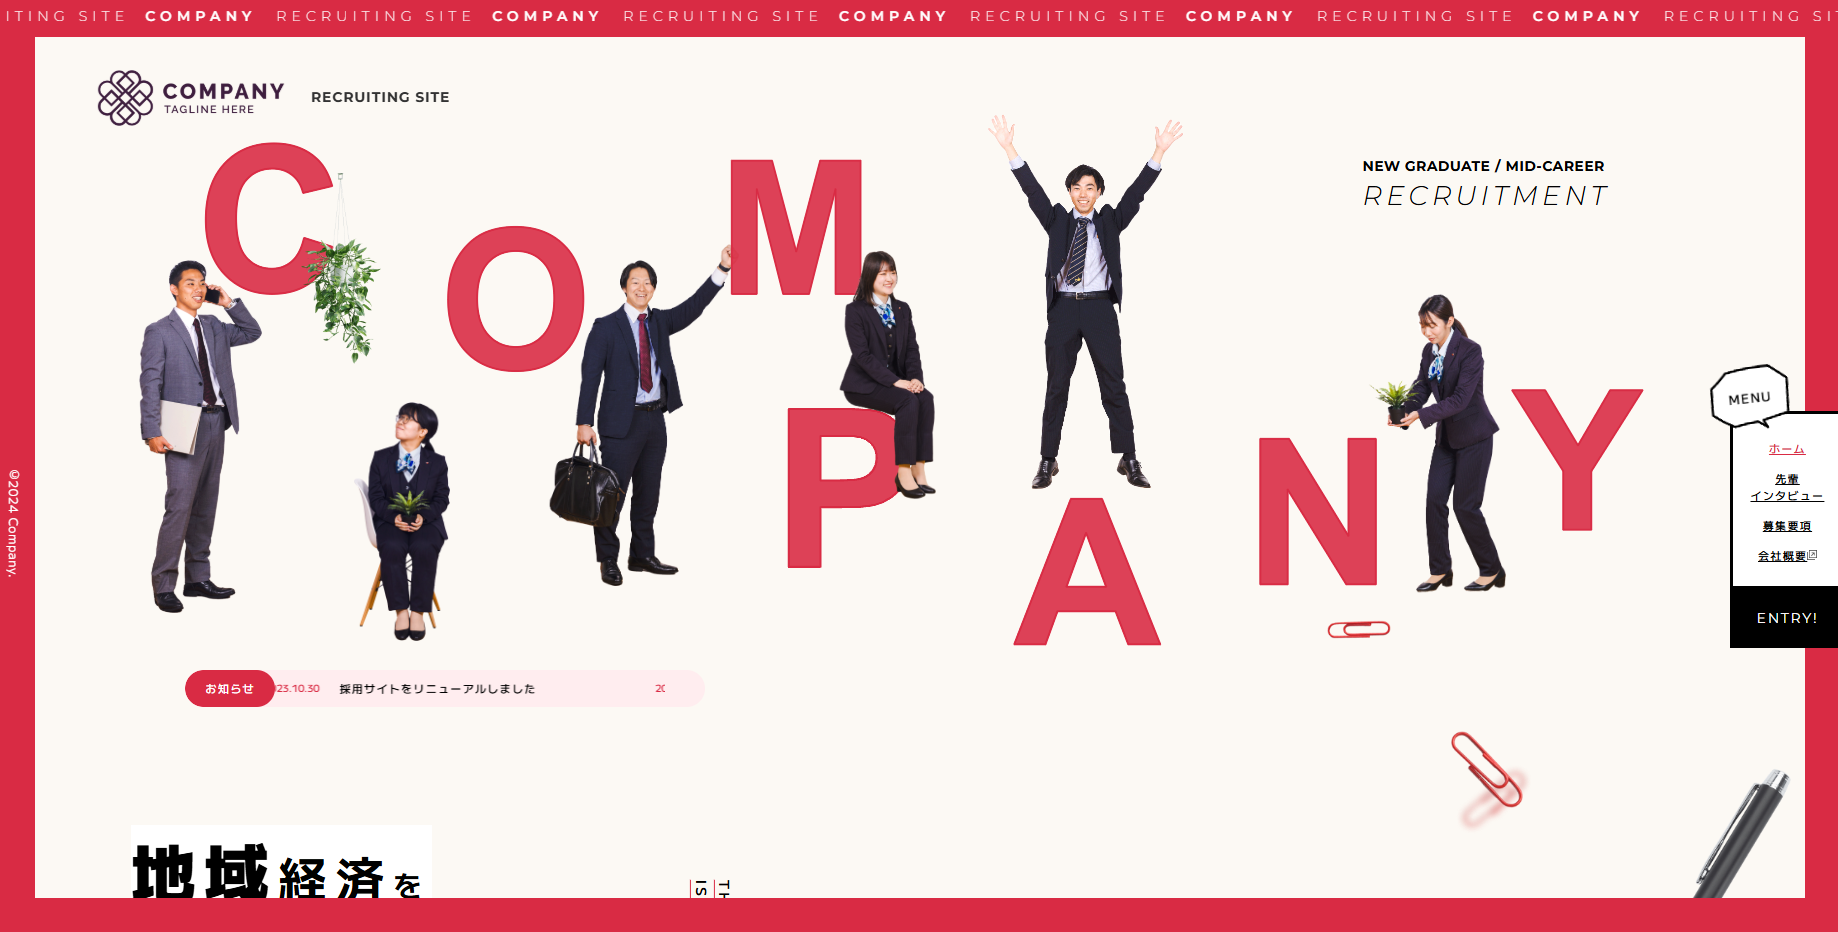 SITE COMPANY RECRUITING SITE COMPANY RECRUITING SITE COMPANY RECRUITING SITE COMPANY RECRUITING SITE COMPANY RECRUITING
COMPANY
TAGLINE HERE
RECRUITING SITE
NEW GRADUATE / MID-CAREER
RECRUITMENT
C
O
M
P
A
N
Y
MENU
ホーム
先輩
インタビュー
募集要項
会社概要
ENTRY!
©2024 Company.
お知らせ
23.10.30 採用サイトをリニューアルしました
地域経済を
IS